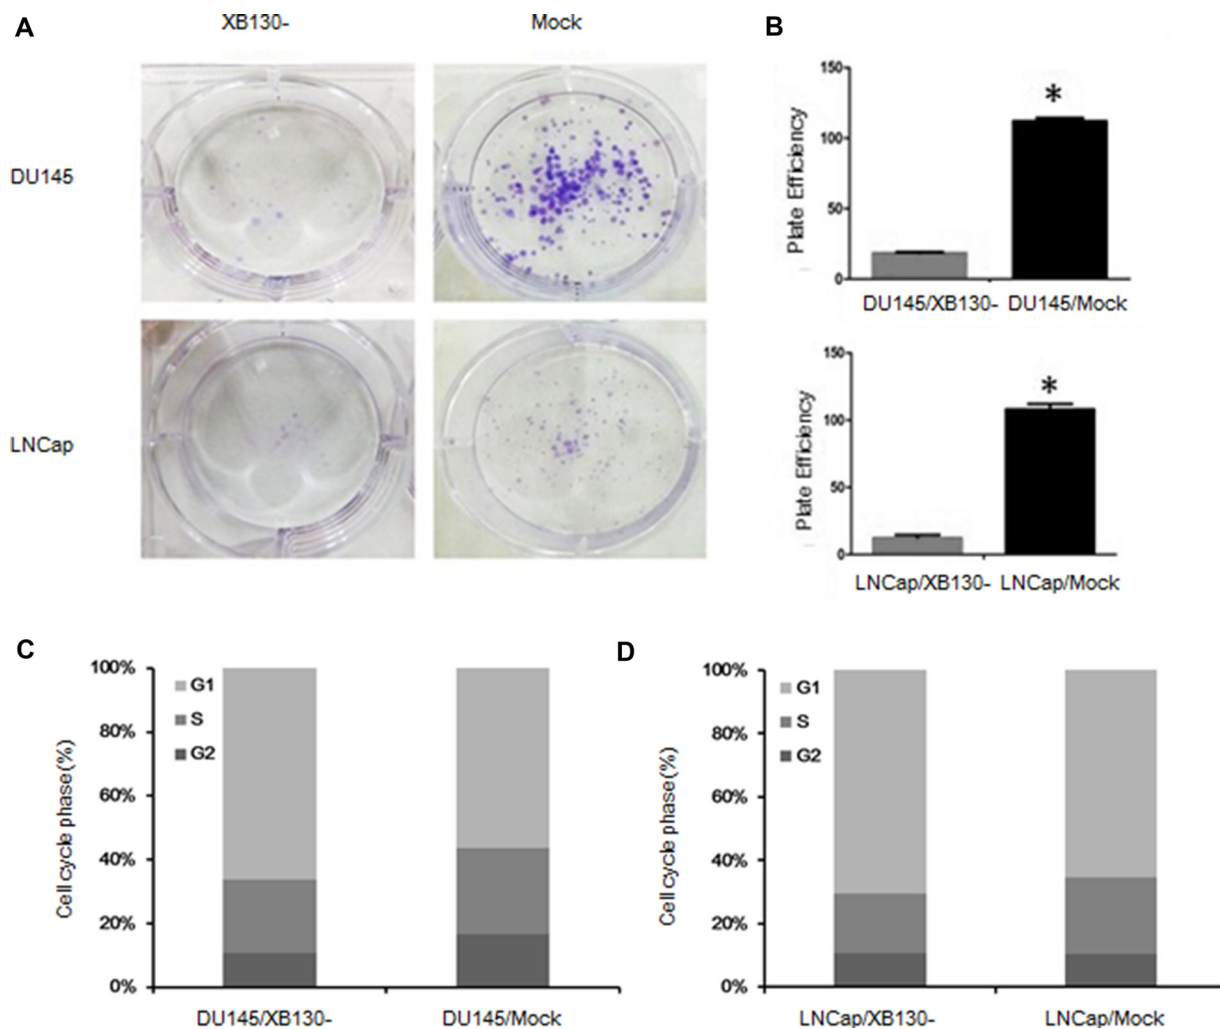 A
XB130-
Mock
DU145
LNCap
B
150
100
50
0
Plate Efficiency
*
DU145/XB130-
DU145/Mock
150
100
50
0
Plate Efficiency
*
LNCap/XB130-
LNCap/Mock
C
100%
80%
60%
40%
20%
0%
Cell cycle phase(%)
G1
S
G2
DU145/XB130-
DU145/Mock
D
100%
80%
60%
40%
20%
0%
Cell cycle phase(%)
G1
S
G2
LNCap/XB130-
LNCap/Mock